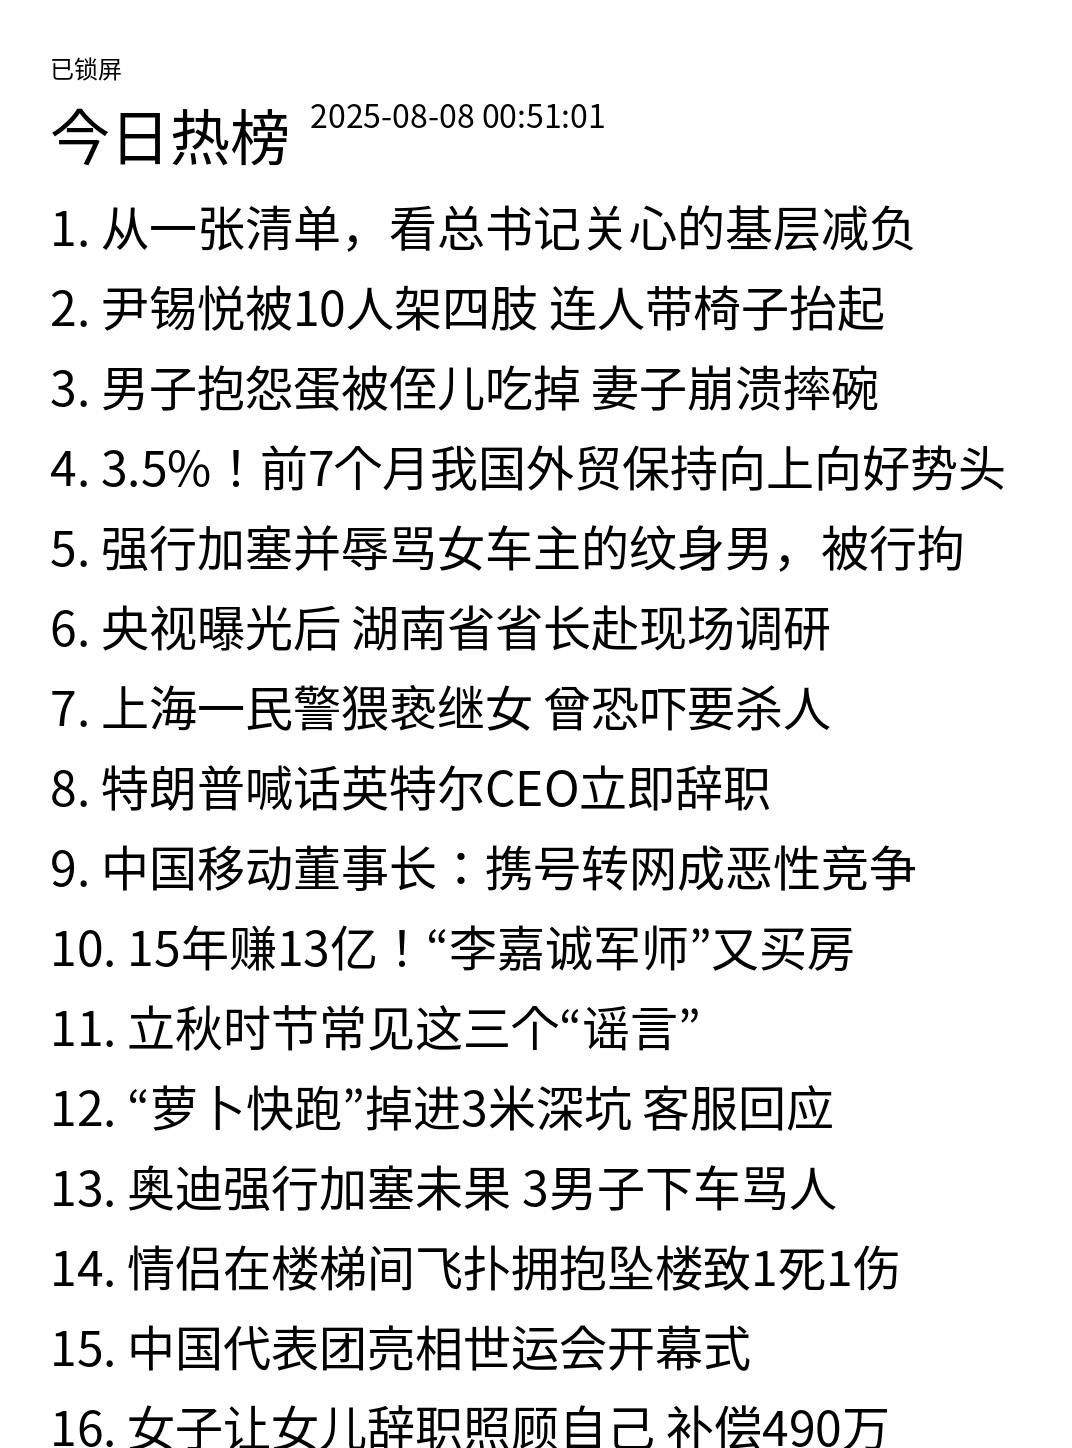 已锁屏
今日热榜 2025-08-08 00:51:01
1. 从一张清单，看总书记关心的基层减负
2. 尹锡悦被10人架四肢 连人带椅子抬起
3. 男子抱怨蛋被侄儿吃掉 妻子崩溃摔碗
4. 3.5%！前7个月我国外贸保持向上向好势头
5. 强行加塞并辱骂女车主的纹身男，被行拘
6. 央视曝光后 湖南省省长赴现场调研
7. 上海一民警猥亵继女 曾恐吓要杀人
8. 特朗普喊话英特尔CEO立即辞职
9. 中国移动董事长：携号转网成恶性竞争
10. 15年赚13亿！“李嘉诚军师”又买房
11. 立秋时节常见这三个“谣言”
12. “萝卜快跑”掉进3米深坑 客服回应
13. 奥迪强行加塞未果 3男子下车骂人
14. 情侣在楼梯间飞扑拥抱坠楼致1死1伤
15. 中国代表团亮相世运会开幕式
16. 女子让女儿辞职照顾自己 补偿490万